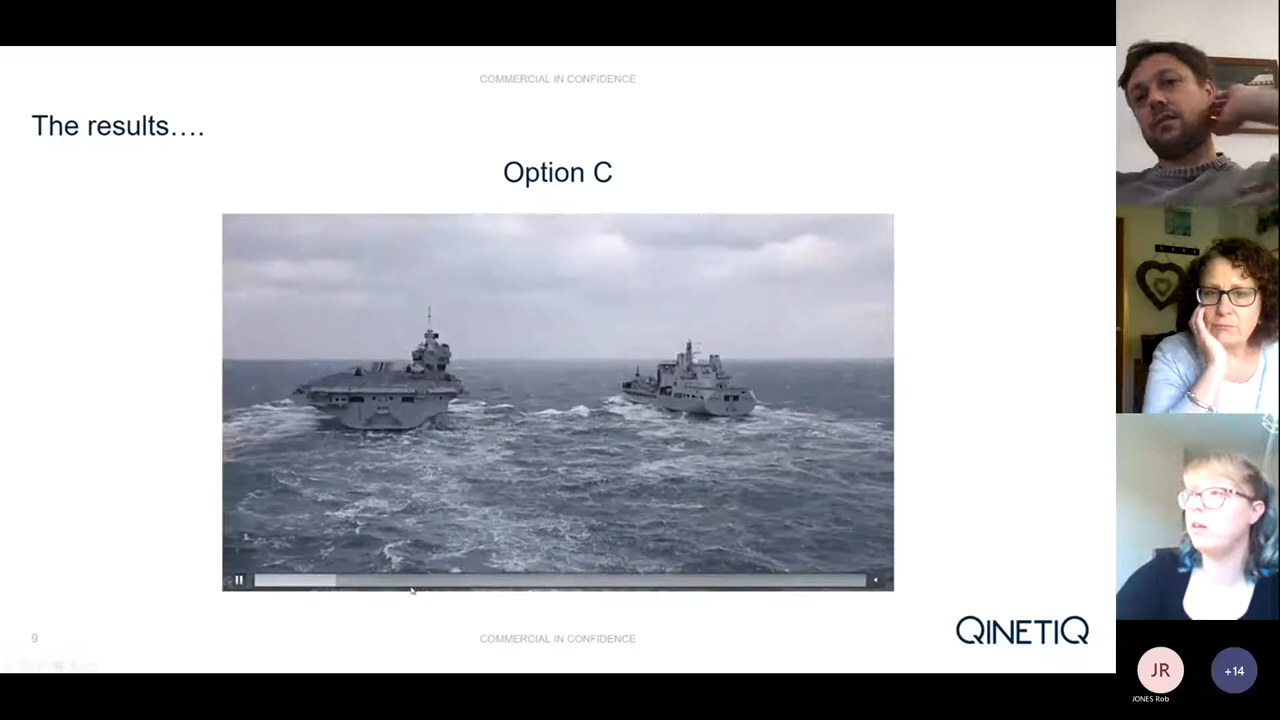 COMMERCIAL IN CONFIDENCE
The results….
Option C
9
COMMERCIAL IN CONFIDENCE
QINETIQ
JR
+14
JONES Rob